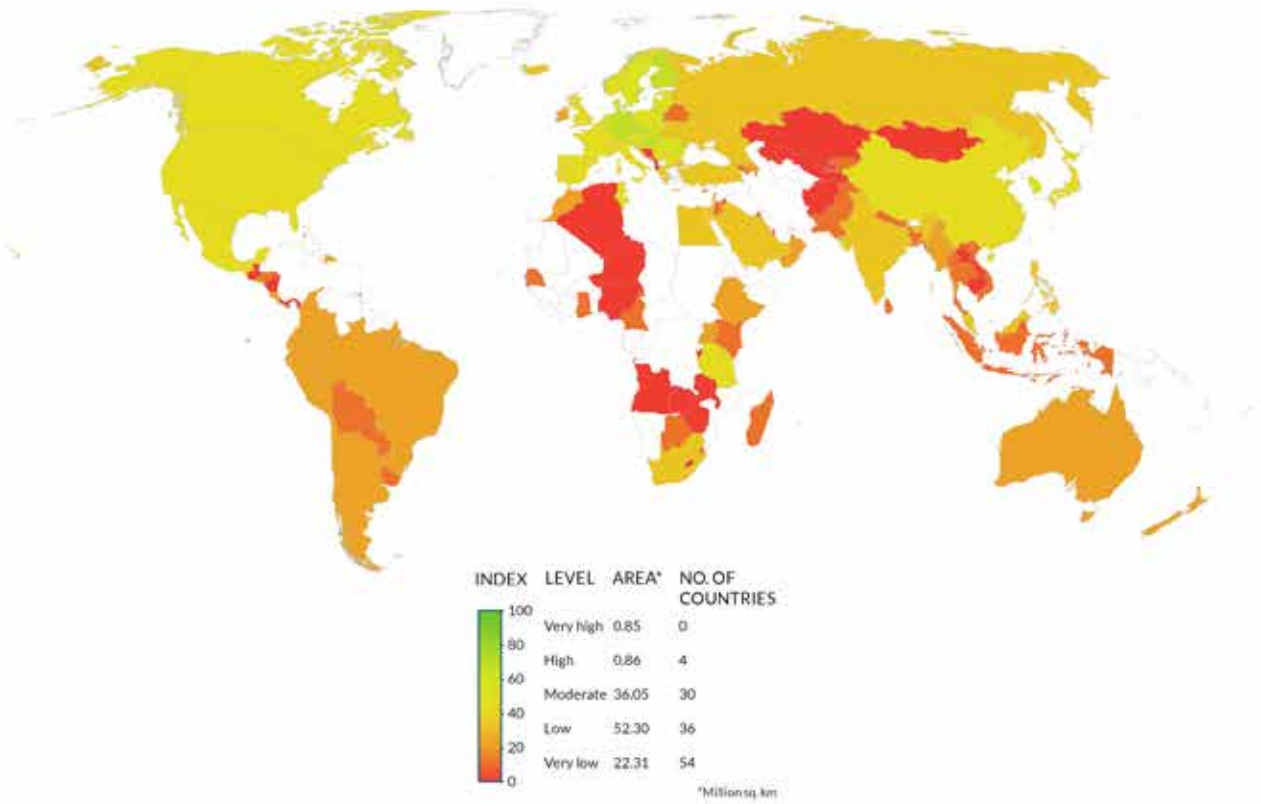 INDEX LEVEL AREA* NO. OF
COUNTRIES
100
Very high 0.85 0
80
High 0.86 4
60
Moderate 36.05 30
40
Low 52.30 36
20
Very low 22.31 54
0
*Million sq. km